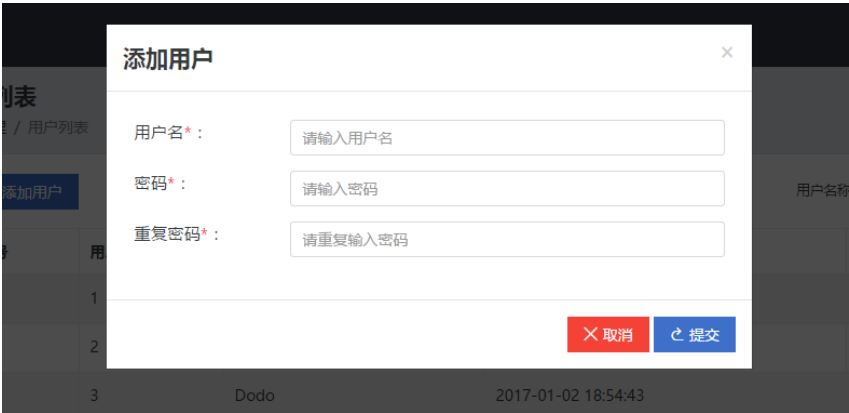 添加用户 ×
列表
/ 用户列表
用户名*：
请输入用户名
密码*：
请输入密码
添加用户
用户名称
重复密码*：
请重复输入密码
用
1
取消 提交
2
3 Dodo 2017-01-02 18:54:43